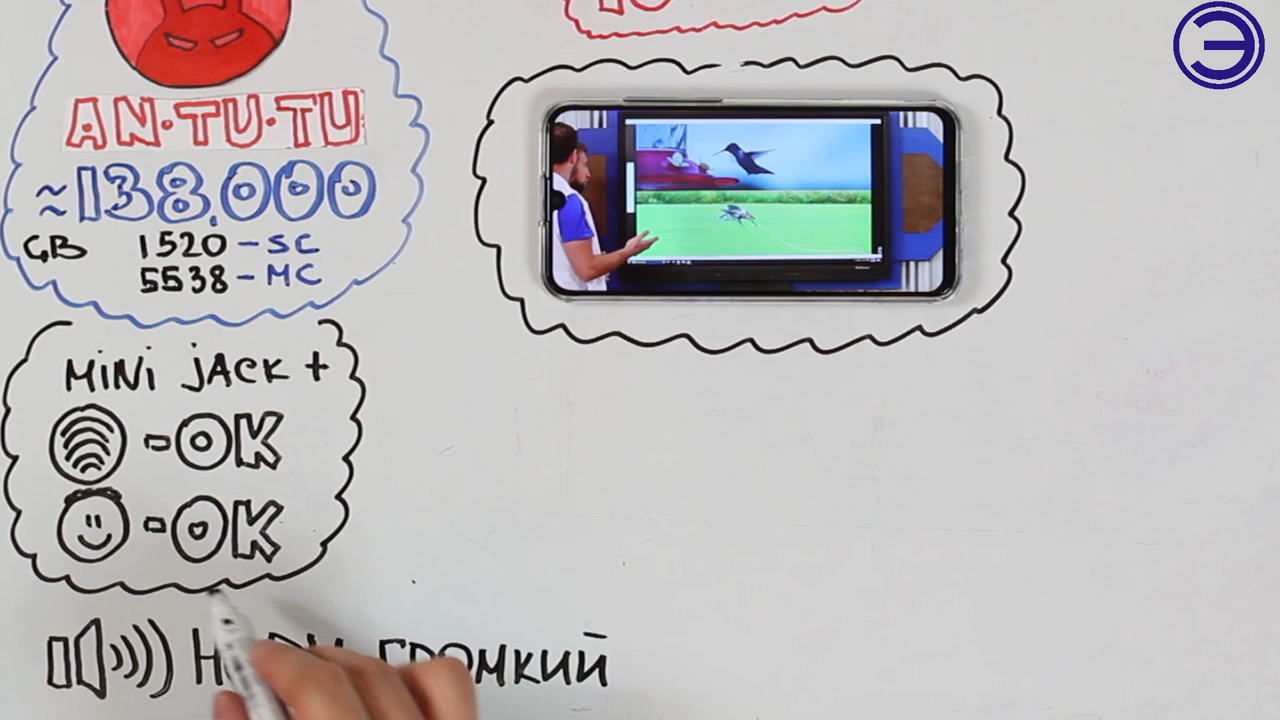 AN·TU·TU
≈138.000
GB 1520 - SC
5538 - MC
MiNi JACK +
- OK
- OK
ГРОМКИЙ
Э